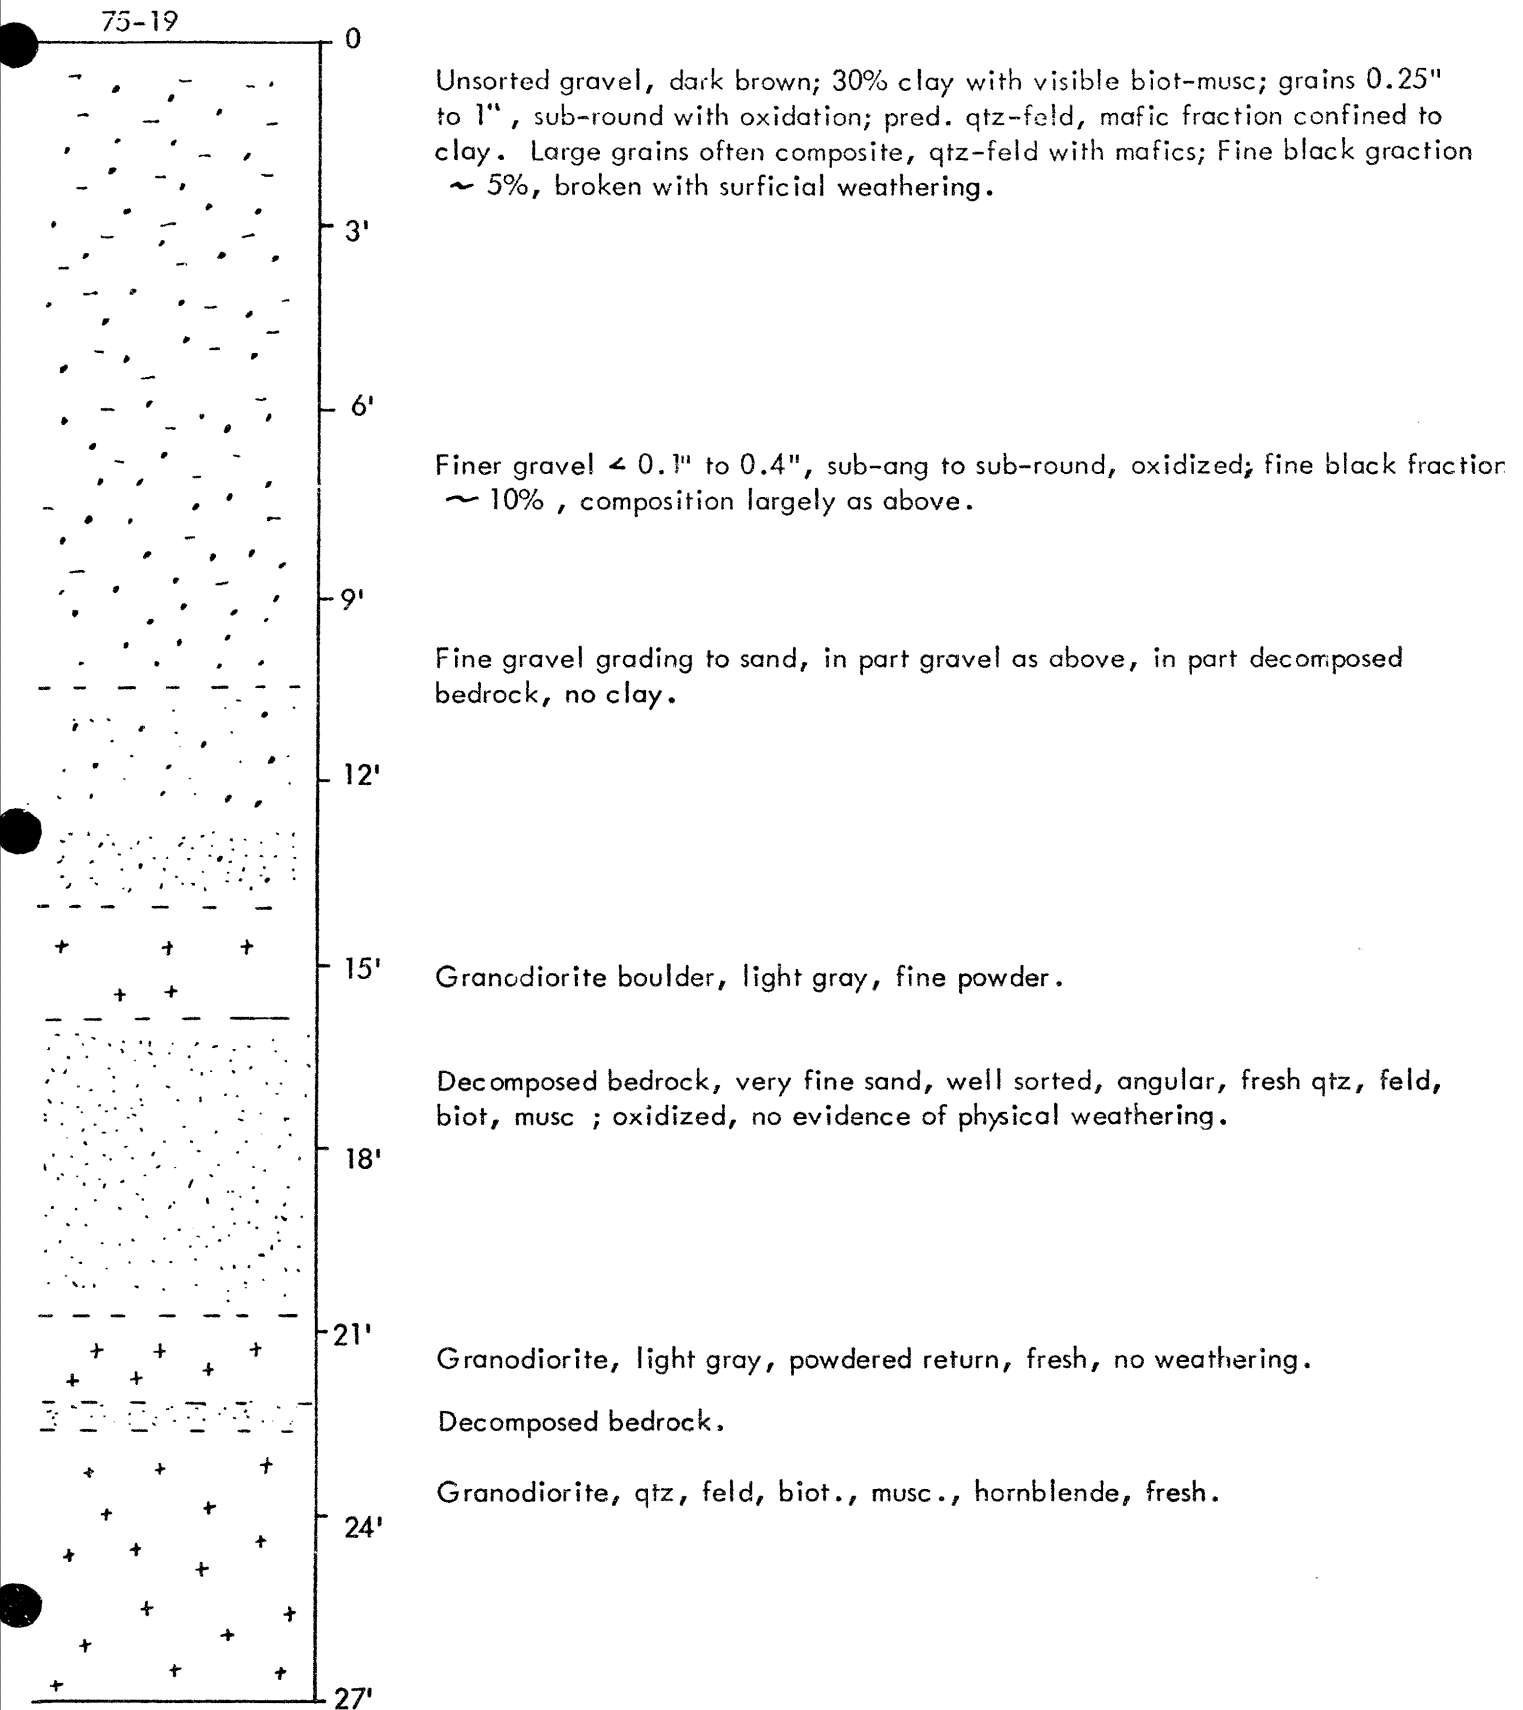 75-19
0
Unsorted gravel, dark brown; 30% clay with visible biot-musc; grains 0.25"
to 1", sub-round with oxidation; pred. qtz-feld, mafic fraction confined to
clay. Large grains often composite, qtz-feld with mafics; Fine black graction
~ 5%, broken with surficial weathering.
3'
6'
Finer gravel < 0.1" to 0.4", sub-ang to sub-round, oxidized; fine black fraction
~ 10% , composition largely as above.
9'
Fine gravel grading to sand, in part gravel as above, in part decomposed
bedrock, no clay.
12'
15'
Granodiorite boulder, light gray, fine powder.
Decomposed bedrock, very fine sand, well sorted, angular, fresh qtz, feld,
biot, musc ; oxidized, no evidence of physical weathering.
18'
21'
Granodiorite, light gray, powdered return, fresh, no weathering.
Decomposed bedrock.
Granodiorite, qtz, feld, biot., musc., hornblende, fresh.
24'
27'